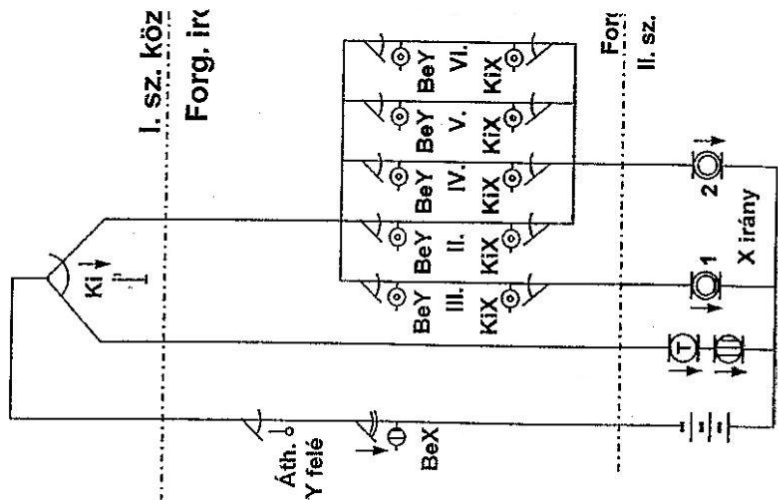 I. sz. köz
Forg. irc
Ki
BeY
VI.
KiX
BeY
V.
KiX
BeY
IV.
KiX
BeY
II.
KiX
BeY
III.
KiX
Áth.
Y felé
BeX
T
1
2
X irány
Forg
II. sz.